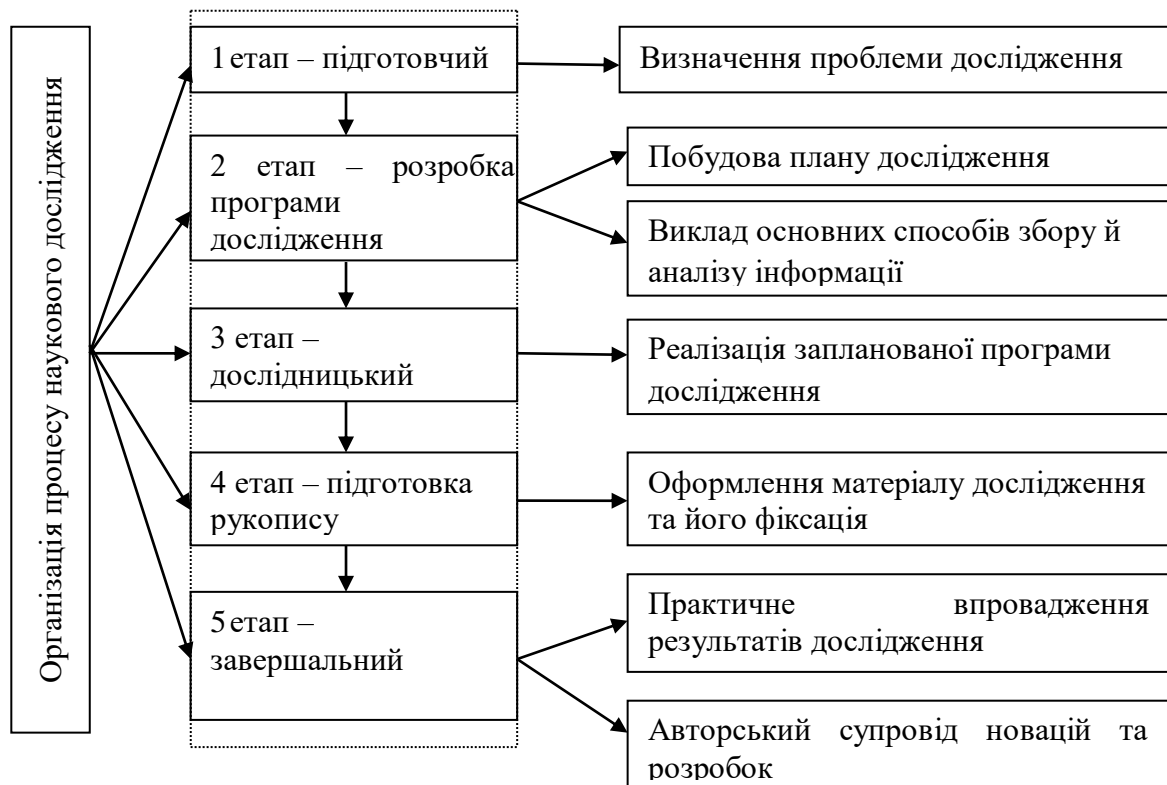 Організація процесу наукового дослідження
1 етап – підготовчий
Визначення проблеми дослідження
2 етап – розробка
програми
дослідження
Побудова плану дослідження
Виклад основних способів збору й
аналізу інформації
3 етап –
дослідницький
Реалізація запланованої програми
дослідження
4 етап – підготовка
рукопису
Оформлення матеріалу дослідження
та його фіксація
5 етап –
завершальний
Практичне впровадження
результатів дослідження
Авторський супровід новацій та
розробок